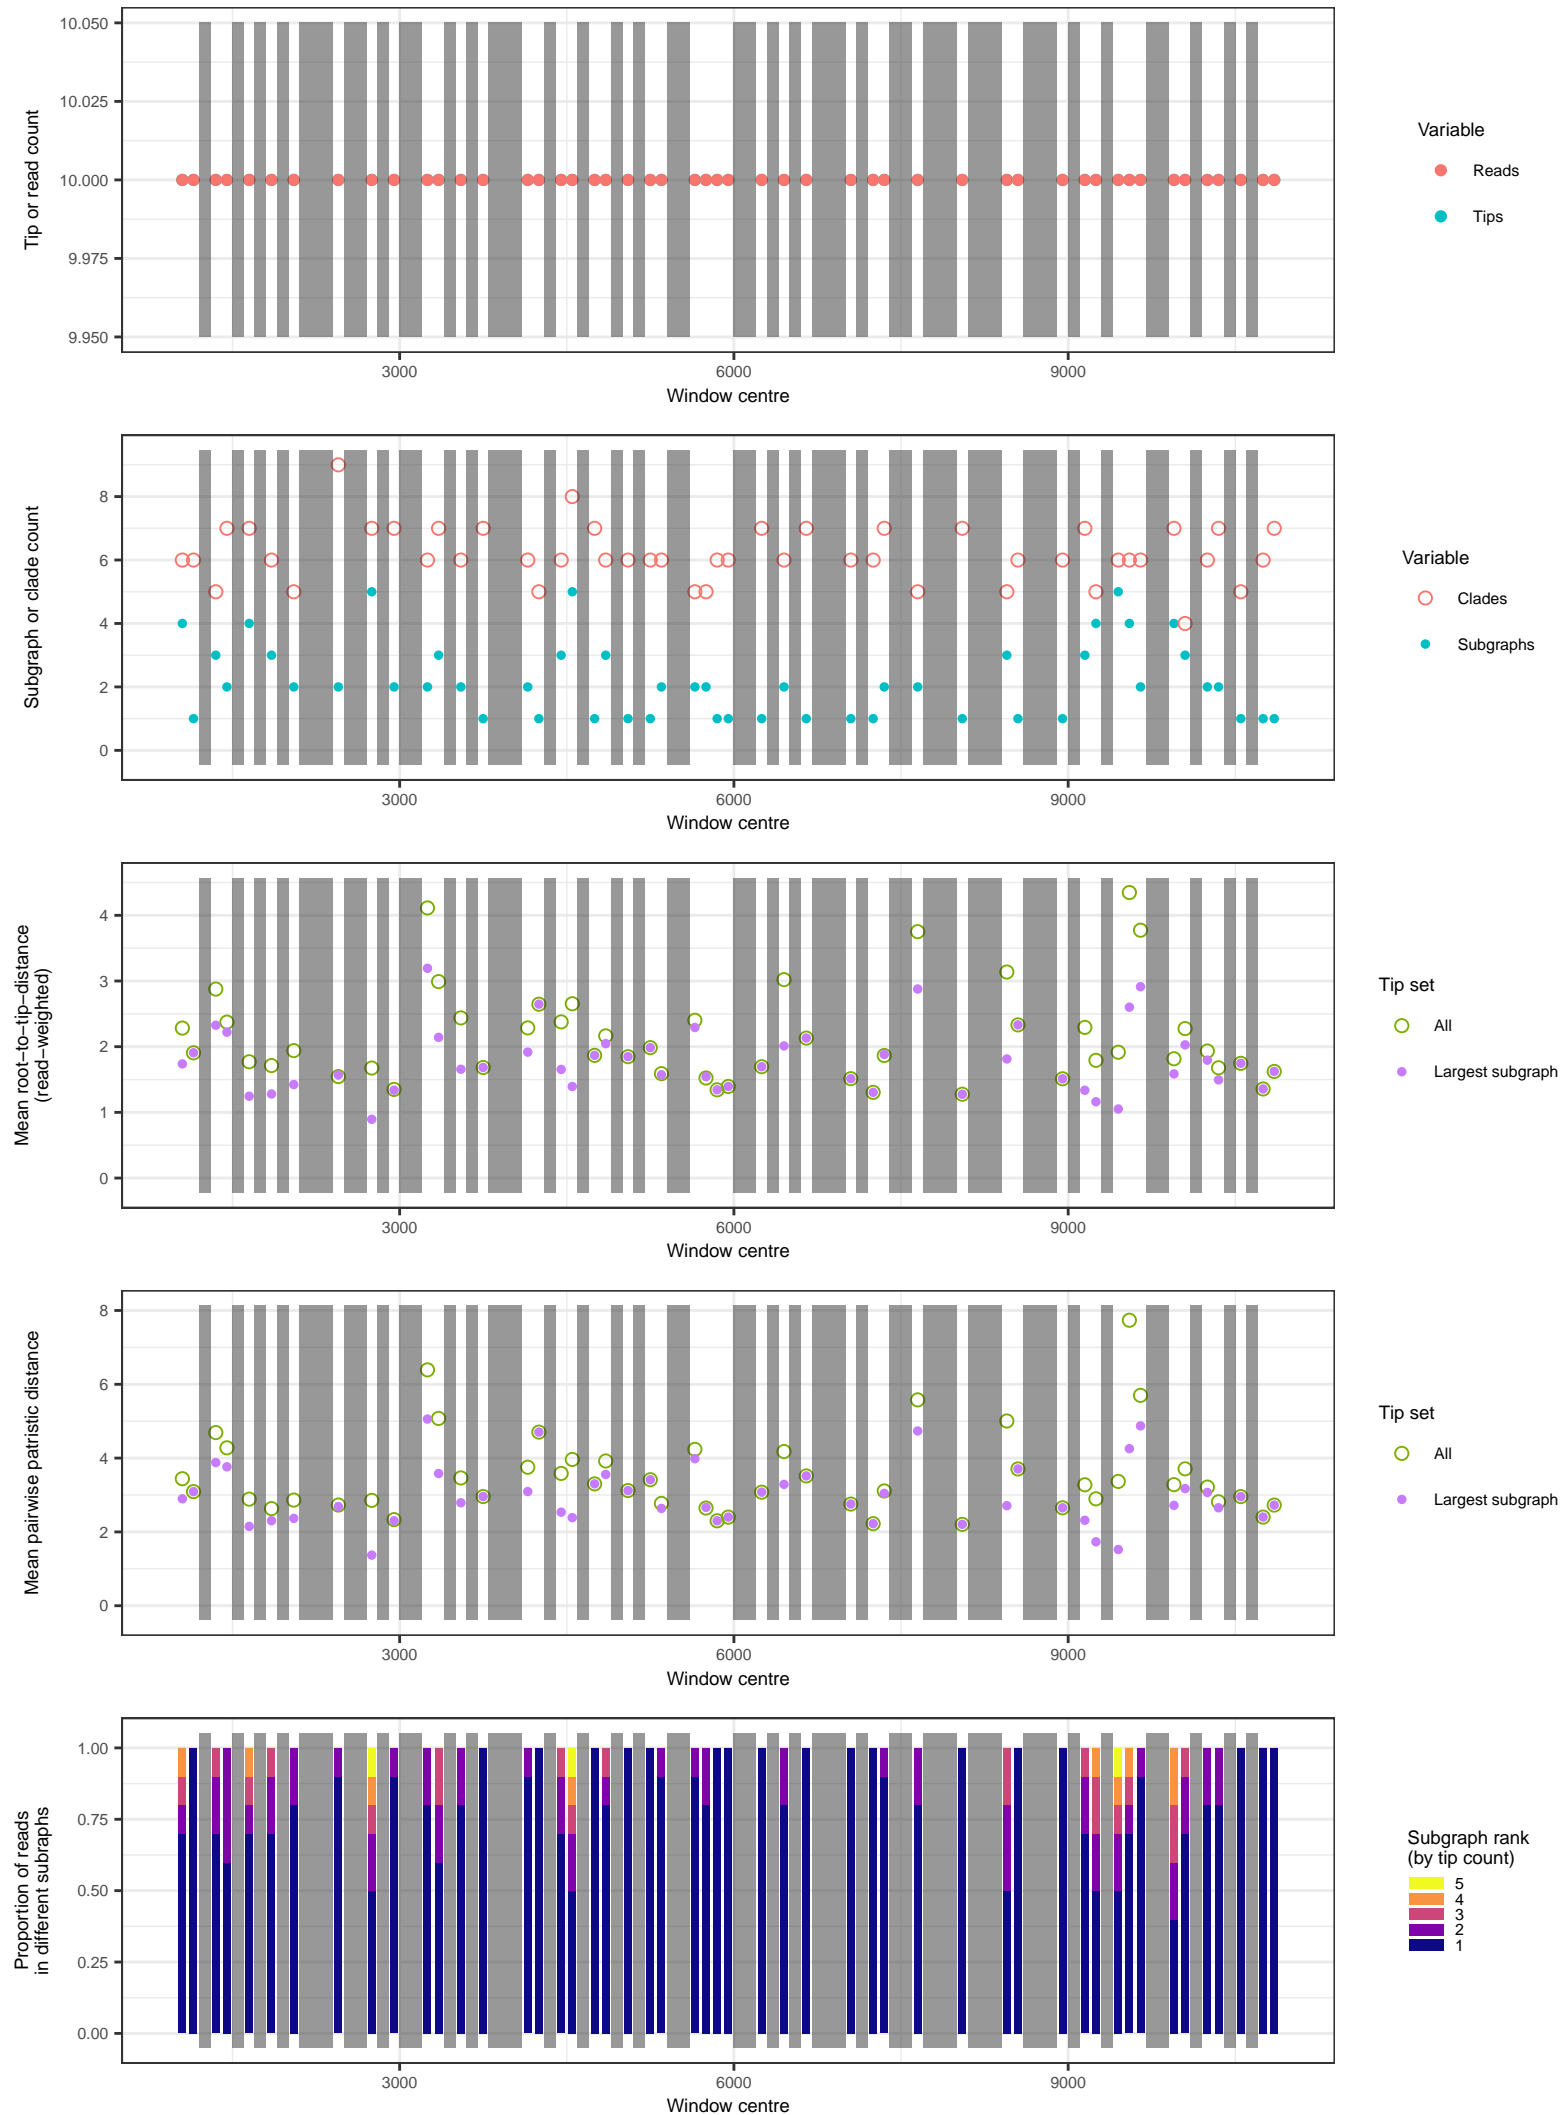 10.050
10.025
10.000
9.975
9.950
Tip or read count
3000
6000
9000
Window centre
Variable
Reads
Tips
8
6
4
2
0
Subgraph or clade count
3000
6000
9000
Window centre
Variable
Clades
Subgraphs
4
3
2
1
0
Mean root−to−tip−distance
(read−weighted)
3000
6000
9000
Window centre
Tip set
All
Largest subgraph
8
6
4
2
0
Mean pairwise patristic distance
3000
6000
9000
Window centre
Tip set
All
Largest subgraph
1.00
0.75
0.50
0.25
0.00
Proportion of reads
in different subraphs
3000
6000
9000
Window centre
Subgraph rank
(by tip count)
5
4
3
2
1